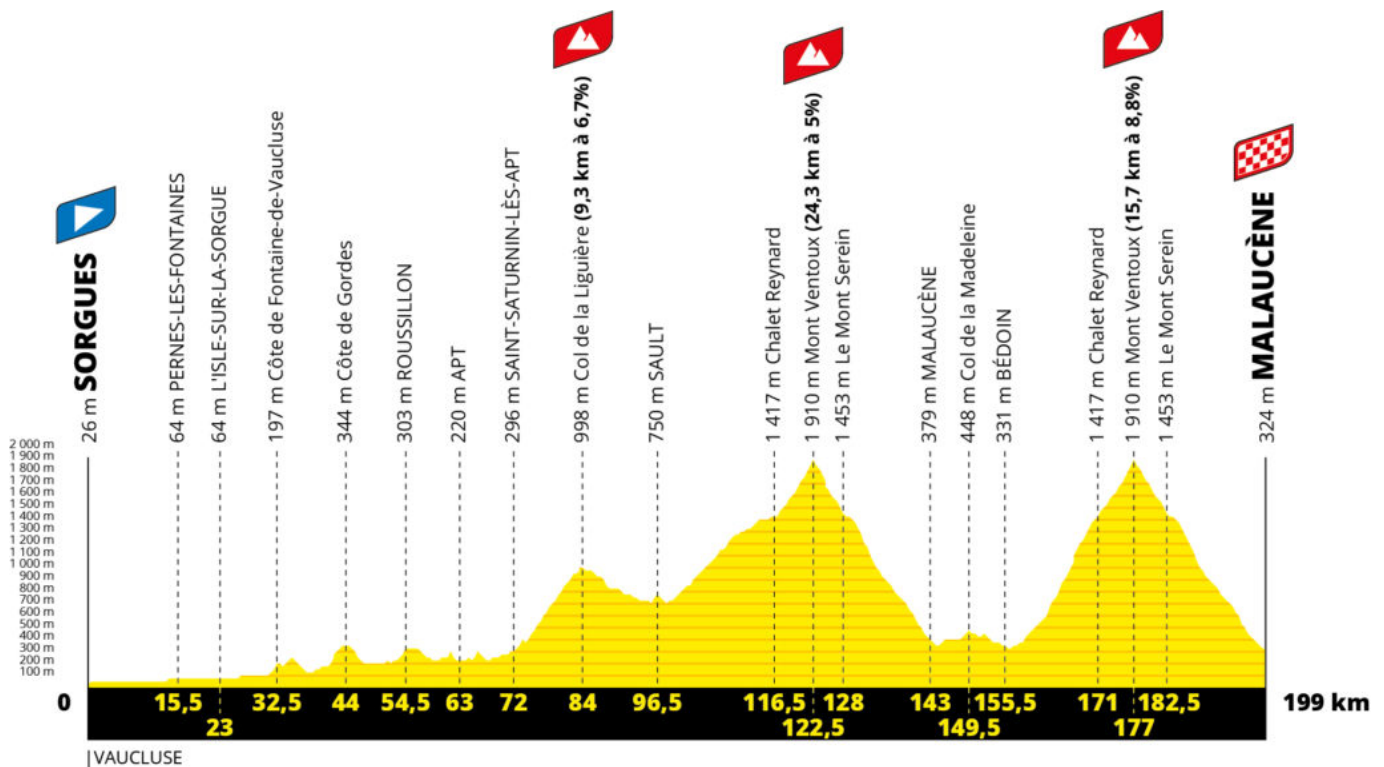 26 m SORGUES
64 m PERNES-LES-FONTAINES
64 m L'ISLE-SUR-LA-SORGUE
197 m Côte de Fontaine-de-Vaucluse
344 m Côte de Gordes
303 m ROUSSILLON
220 m APT
296 m SAINT-SATURNIN-LÈS-APT
998 m Col de la Liguière (9,3 km à 6,7%)
750 m SAULT
1 417 m Chalet Reynard
1 910 m Mont Ventoux (24,3 km à 5%)
1 453 m Le Mont Serein
379 m MALAUCÈNE
448 m Col de la Madeleine
331 m BÉDOIN
1 417 m Chalet Reynard
1 910 m Mont Ventoux (15,7 km à 8,8%)
1 453 m Le Mont Serein
324 m MALAUCÈNE
2 000 m
1 900 m
1 800 m
1 700 m
1 600 m
1 500 m
1 400 m
1 300 m
1 200 m
1 100 m
1 000 m
900 m
800 m
700 m
600 m
500 m
400 m
300 m
200 m
100 m
0 15,5 32,5 44 54,5 63 72 84 96,5 116,5 128 143 155,5 171 182,5 199 km
23 122,5 149,5 177
|VAUCLUSE